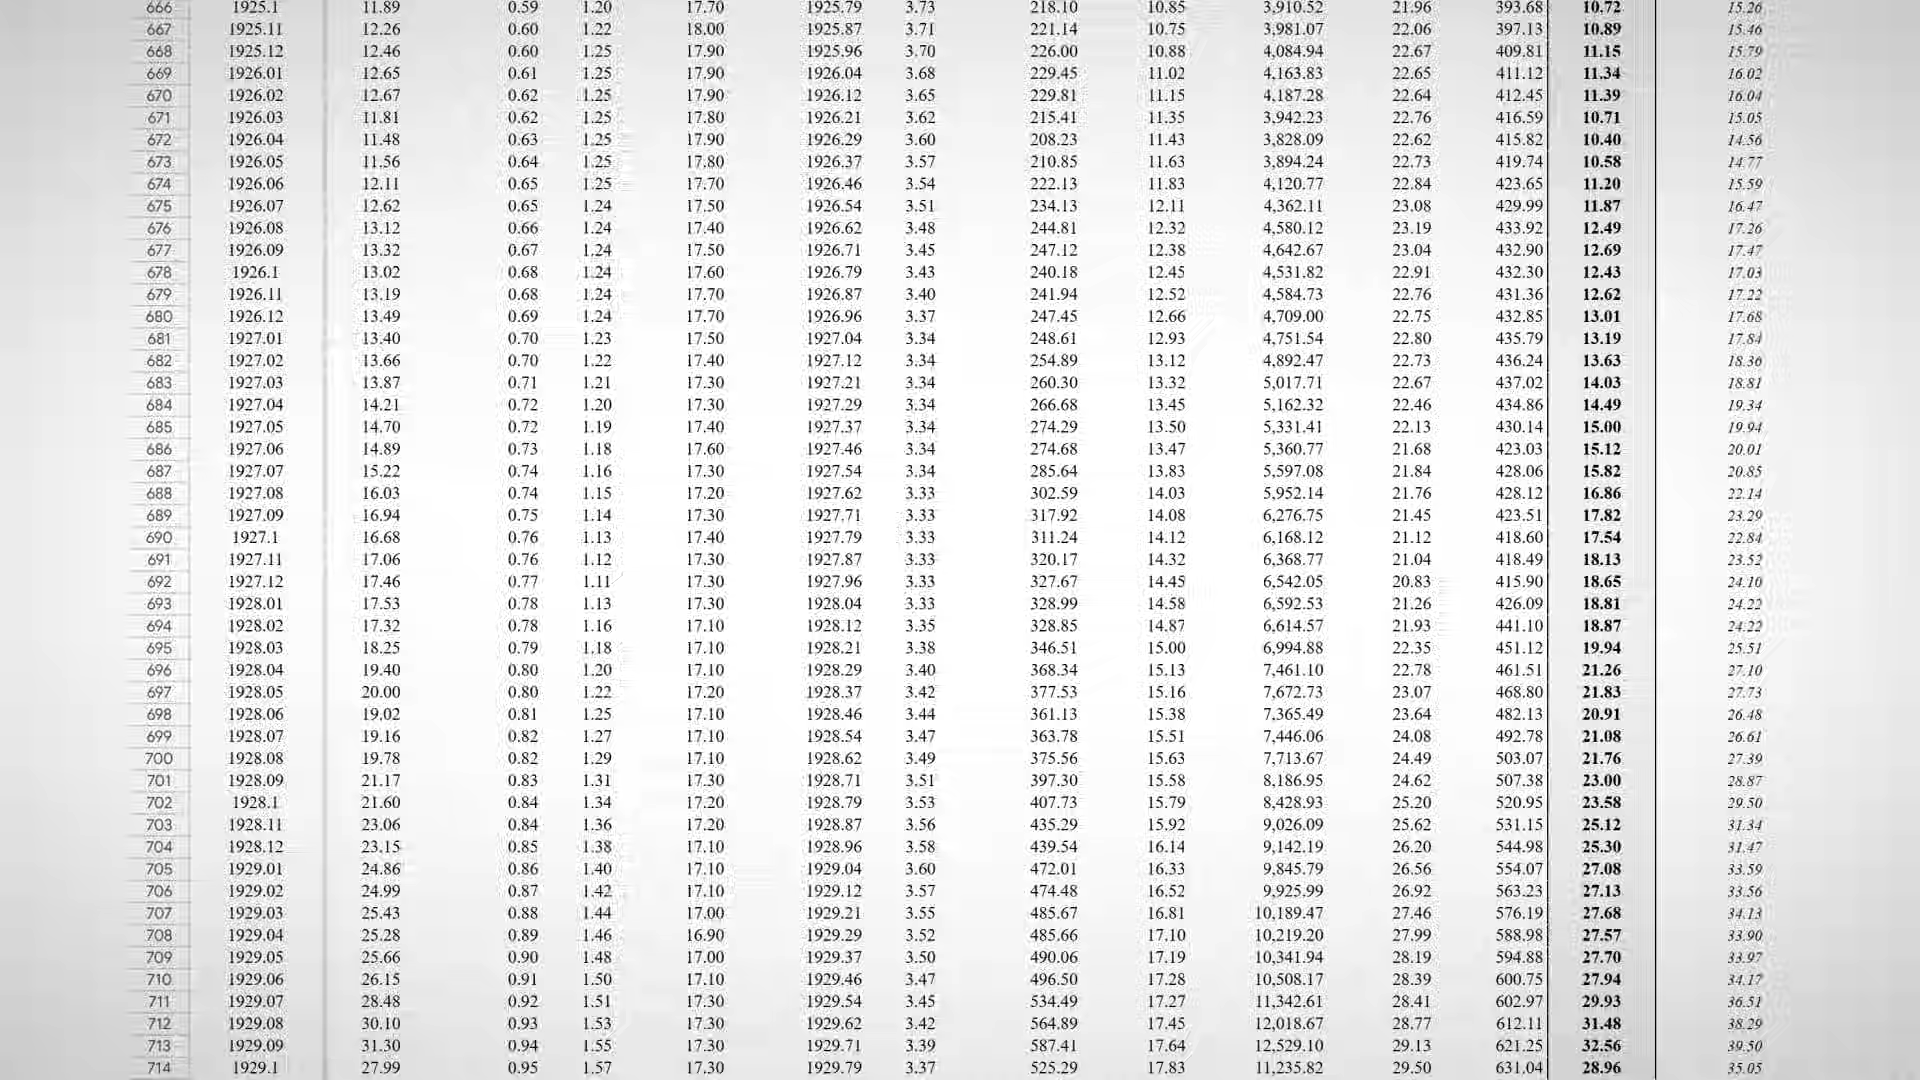 666 1925.1 11.89 0.59 1.20 17.70 1925.79 3.73 218.10 10.85 3,910.52 21.96 393.68 10.72 15.26
667 1925.11 12.26 0.60 1.22 18.00 1925.87 3.71 221.14 10.75 3,981.07 22.06 397.13 10.89 15.46
668 1925.12 12.46 0.60 1.25 17.90 1925.96 3.70 226.00 10.88 4,084.94 22.67 409.81 11.15 15.79
669 1926.01 12.65 0.61 1.25 17.90 1926.04 3.68 229.45 11.02 4,163.83 22.65 411.12 11.34 16.02
670 1926.02 12.67 0.62 1.25 17.90 1926.12 3.65 229.81 11.15 4,187.28 22.64 412.45 11.39 16.04
671 1926.03 11.81 0.62 1.25 17.80 1926.21 3.62 215.41 11.35 3,942.23 22.76 416.59 10.71 15.05
672 1926.04 11.48 0.63 1.25 17.90 1926.29 3.60 208.23 11.43 3,828.09 22.62 415.82 10.40 14.56
673 1926.05 11.56 0.64 1.25 17.80 1926.37 3.57 210.85 11.63 3,894.24 22.73 419.74 10.58 14.77
674 1926.06 12.11 0.65 1.25 17.70 1926.46 3.54 222.13 11.83 4,120.77 22.84 423.65 11.20 15.59
675 1926.07 12.62 0.65 1.24 17.50 1926.54 3.51 234.13 12.11 4,362.11 23.08 429.99 11.87 16.47
676 1926.08 13.12 0.66 1.24 17.40 1926.62 3.48 244.81 12.32 4,580.12 23.19 433.92 12.49 17.26
677 1926.09 13.32 0.67 1.24 17.50 1926.71 3.45 247.12 12.38 4,642.67 23.04 432.90 12.69 17.47
678 1926.1 13.02 0.68 1.24 17.60 1926.79 3.43 240.18 12.45 4,531.82 22.91 432.30 12.43 17.03
679 1926.11 13.19 0.68 1.24 17.70 1926.87 3.40 241.94 12.52 4,584.73 22.76 431.36 12.62 17.22
680 1926.12 13.49 0.69 1.24 17.70 1926.96 3.37 247.45 12.66 4,709.00 22.75 432.85 13.01 17.68
681 1927.01 13.40 0.70 1.23 17.50 1927.04 3.34 248.61 12.93 4,751.54 22.80 435.79 13.19 17.84
682 1927.02 13.66 0.70 1.22 17.40 1927.12 3.34 254.89 13.12 4,892.47 22.73 436.24 13.63 18.36
683 1927.03 13.87 0.71 1.21 17.30 1927.21 3.34 260.30 13.32 5,017.71 22.67 437.02 14.03 18.81
684 1927.04 14.21 0.72 1.20 17.30 1927.29 3.34 266.68 13.45 5,162.32 22.46 434.86 14.49 19.34
685 1927.05 14.70 0.72 1.19 17.40 1927.37 3.34 274.29 13.50 5,331.41 22.13 430.14 15.00 19.94
686 1927.06 14.89 0.73 1.18 17.60 1927.46 3.34 274.68 13.47 5,360.77 21.68 423.03 15.12 20.01
687 1927.07 15.22 0.74 1.16 17.30 1927.54 3.34 285.64 13.83 5,597.08 21.84 428.06 15.82 20.85
688 1927.08 16.03 0.74 1.15 17.20 1927.62 3.33 302.59 14.03 5,952.14 21.76 428.12 16.86 22.14
689 1927.09 16.94 0.75 1.14 17.30 1927.71 3.33 317.92 14.08 6,276.75 21.45 423.51 17.82 23.29
690 1927.1 16.68 0.76 1.13 17.40 1927.79 3.33 311.24 14.12 6,168.12 21.12 418.60 17.54 22.84
691 1927.11 17.06 0.76 1.12 17.30 1927.87 3.33 320.17 14.32 6,368.77 21.04 418.49 18.13 23.52
692 1927.12 17.46 0.77 1.11 17.30 1927.96 3.33 327.67 14.45 6,542.05 20.83 415.90 18.65 24.10
693 1928.01 17.53 0.78 1.13 17.30 1928.04 3.33 328.99 14.58 6,592.53 21.26 426.09 18.81 24.22
694 1928.02 17.32 0.78 1.16 17.10 1928.12 3.35 328.85 14.87 6,614.57 21.93 441.10 18.87 24.22
695 1928.03 18.25 0.79 1.18 17.10 1928.21 3.38 346.51 15.00 6,994.88 22.35 451.12 19.94 25.51
696 1928.04 19.40 0.80 1.20 17.10 1928.29 3.40 368.34 15.13 7,461.10 22.78 461.51 21.26 27.10
697 1928.05 20.00 0.80 1.22 17.20 1928.37 3.42 377.53 15.16 7,672.73 23.07 468.80 21.83 27.73
698 1928.06 19.02 0.81 1.25 17.10 1928.46 3.44 361.13 15.38 7,365.49 23.64 482.13 20.91 26.48
699 1928.07 19.16 0.82 1.27 17.10 1928.54 3.47 363.78 15.51 7,446.06 24.08 492.78 21.08 26.61
700 1928.08 19.78 0.82 1.29 17.10 1928.62 3.49 375.56 15.63 7,713.67 24.49 503.07 21.76 27.39
701 1928.09 21.17 0.83 1.31 17.30 1928.71 3.51 397.30 15.58 8,186.95 24.62 507.38 23.00 28.87
702 1928.1 21.60 0.84 1.34 17.20 1928.79 3.53 407.73 15.79 8,428.93 25.20 520.95 23.58 29.50
703 1928.11 23.06 0.84 1.36 17.20 1928.87 3.56 435.29 15.92 9,026.09 25.62 531.15 25.12 31.34
704 1928.12 23.15 0.85 1.38 17.10 1928.96 3.58 439.54 16.14 9,142.19 26.20 544.98 25.30 31.47
705 1929.01 24.86 0.86 1.40 17.10 1929.04 3.60 472.01 16.33 9,845.79 26.56 554.07 27.08 33.59
706 1929.02 24.99 0.87 1.42 17.10 1929.12 3.57 474.48 16.52 9,925.99 26.92 563.23 27.13 33.56
707 1929.03 25.43 0.88 1.44 17.00 1929.21 3.55 485.67 16.81 10,189.47 27.46 576.19 27.68 34.13
708 1929.04 25.28 0.89 1.46 16.90 1929.29 3.52 485.66 17.10 10,219.20 27.99 588.98 27.57 33.90
709 1929.05 25.66 0.90 1.48 17.00 1929.37 3.50 490.06 17.19 10,341.94 28.19 594.88 27.70 33.97
710 1929.06 26.15 0.91 1.50 17.10 1929.46 3.47 496.50 17.28 10,508.17 28.39 600.75 27.94 34.17
711 1929.07 28.48 0.92 1.51 17.30 1929.54 3.45 534.49 17.27 11,342.61 28.41 602.97 29.93 36.51
712 1929.08 30.10 0.93 1.53 17.30 1929.62 3.42 564.89 17.45 12,018.67 28.77 612.11 31.48 38.29
713 1929.09 31.30 0.94 1.55 17.30 1929.71 3.39 587.41 17.64 12,529.10 29.13 621.25 32.56 39.50
714 1929.1 27.99 0.95 1.57 17.30 1929.79 3.37 525.29 17.83 11,235.82 29.50 631.04 28.96 35.05